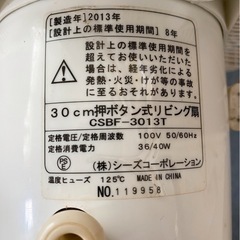 [製造年] 2013年
[設計上の標準使用期間] 8年
設計上の標準使用期間を
超えてお使いいただいた
場合は、経年劣化による
発熱・火災・けが等の事故
に至るおそれがあります。
30cm押ボタン式リビング扇
CSBF-3013T
定格電圧/定格周波数 100V 50/60Hz
定格消費電力 36/40W
PS E
(株)シーズコーポレーション
温度ヒューズ 125℃ MADE IN CHINA
NO.119958